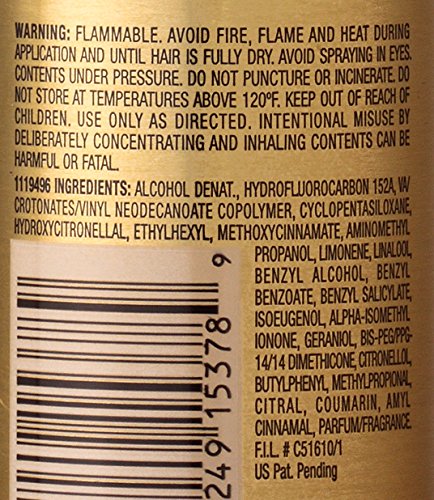 WARNING: FLAMMABLE. AVOID FIRE, FLAME AND HEAT DURING
APPLICATION AND UNTIL HAIR IS FULLY DRY. AVOID SPRAYING IN EYES.
CONTENTS UNDER PRESSURE. DO NOT PUNCTURE OR INCINERATE. DO
NOT STORE AT TEMPERATURES ABOVE 120ºF. KEEP OUT OF REACH OF
CHILDREN. USE ONLY AS DIRECTED. INTENTIONAL MISUSE BY
DELIBERATELY CONCENTRATING AND INHALING CONTENTS CAN BE
HARMFUL OR FATAL.
1119496 INGREDIENTS: ALCOHOL DENAT., HYDROFLUOROCARBON 152A, VA/
CROTONATES/VINYL NEODECANOATE COPOLYMER, CYCLOPENTASILOXANE,
HYDROXYCITRONELLAL, ETHYLHEXYL, METHOXYCINNAMATE, AMINOMETHYL
PROPANOL, LIMONENE, LINALOOL,
BENZYL ALCOHOL, BENZYL
BENZOATE, BENZYL SALICYLATE,
ISOEUGENOL, ALPHA-ISOMETHYL
IONONE, GERANIOL, BIS-PEG/PPG-
14/14 DIMETHICONE, CITRONELLOL,
BUTYLPHENYL, METHYLPROPIONAL,
CITRAL, COUMARIN, AMYL
CINNAMAL, PARFUM/FRAGRANCE.
F.I.L. # C51610/1
US Pat. Pending
249 15378 9